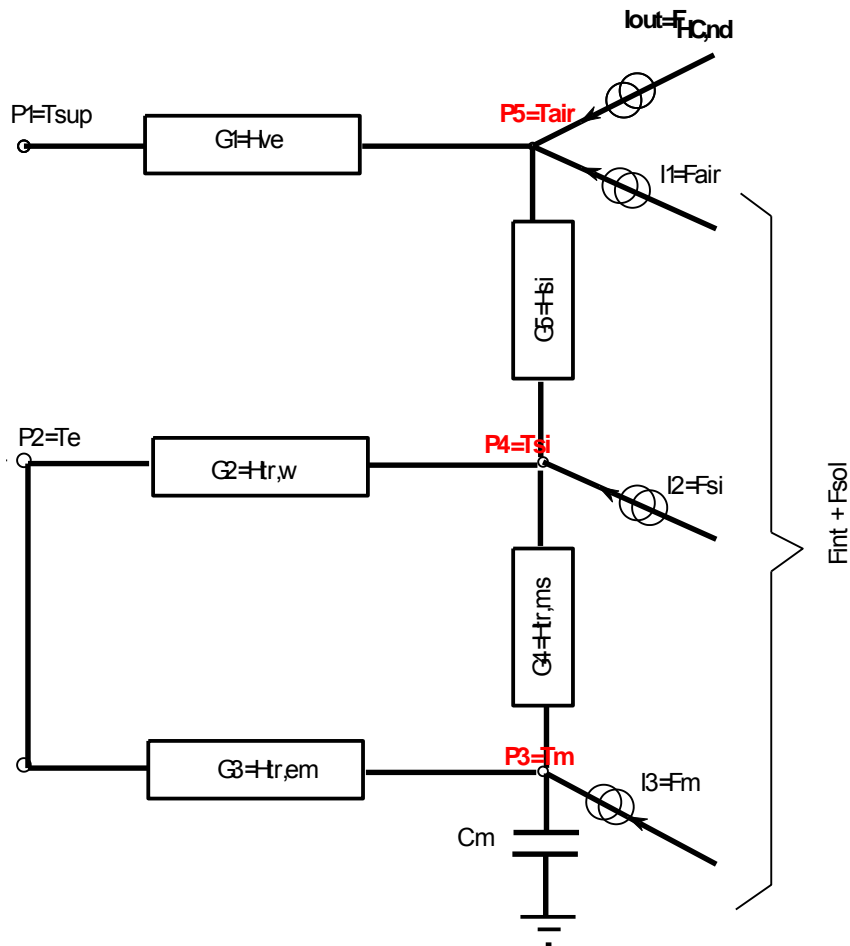 Iout=FHC,nd
P1=Tsup
P5=Tair
G1=Hve
I1=Fair
G5=Hsi
P2=Te
P4=Tsi
G2=Htr,w
I2=Fsi
Fint + Fsol
G4=Htr,ms
P3=Tm
G3=Htr,em
I3=Fm
Cm